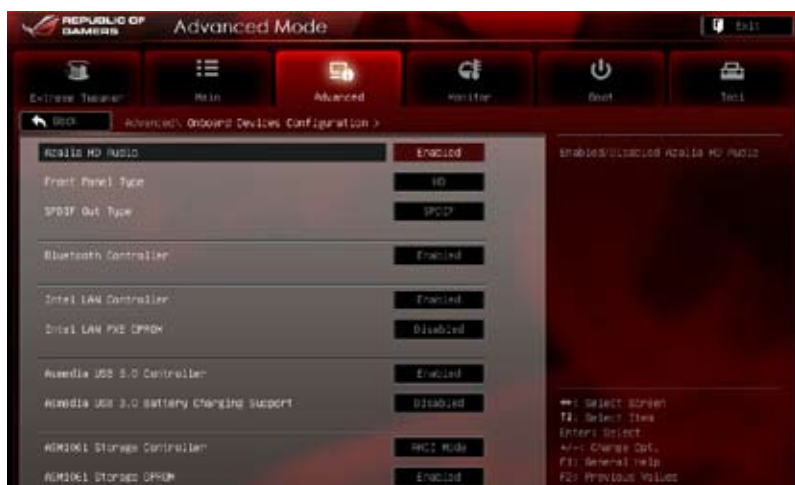 REPUBLIC OF
GAMERS
Advanced Mode
Exit
Extreme Tweaker
Main
Advanced
Monitor
Boot
Tool
Back
Advanced\ Onboard Devices Configuration >
Azalia HD Audio
Enabled
Enabled/Disabled Azalia HD Audio
Front Panel Type
HD
SPDIF Out Type
SPDIF
Bluetooth Controller
Enabled
Intel LAN Controller
Enabled
Intel LAN PXE OPROM
Disabled
Asmedia USB 3.0 Controller
Enabled
Asmedia USB 3.0 Battery Charging Support
Disabled
ASM1061 Storage Controller
AHCI Mode
ASM1061 Storage OPROM
Enabled
: Select Screen
: Select Item
Enter: Select
+/-: Change Opt.
F1: General Help
F2: Previous Values